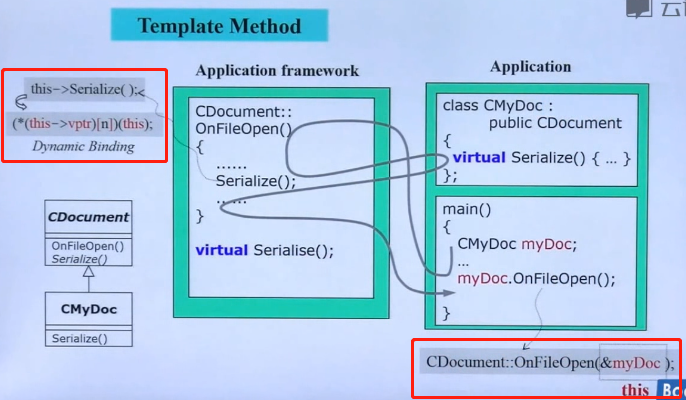 Template Method
this->Serialize( );
(*(this->vptr)[n])(this);
Dynamic Binding
Application framework
CDocument::
OnFileOpen()
{
......
Serialize();
......
}
virtual Serialise();
Application
class CMyDoc :
public CDocument
{
virtual Serialize() { ... }
};
main()
{
CMyDoc myDoc;
...
myDoc.OnFileOpen();
}
CDocument
OnFileOpen()
Serialize()
CMyDoc
Serialize()
CDocument::OnFileOpen(&myDoc );
this